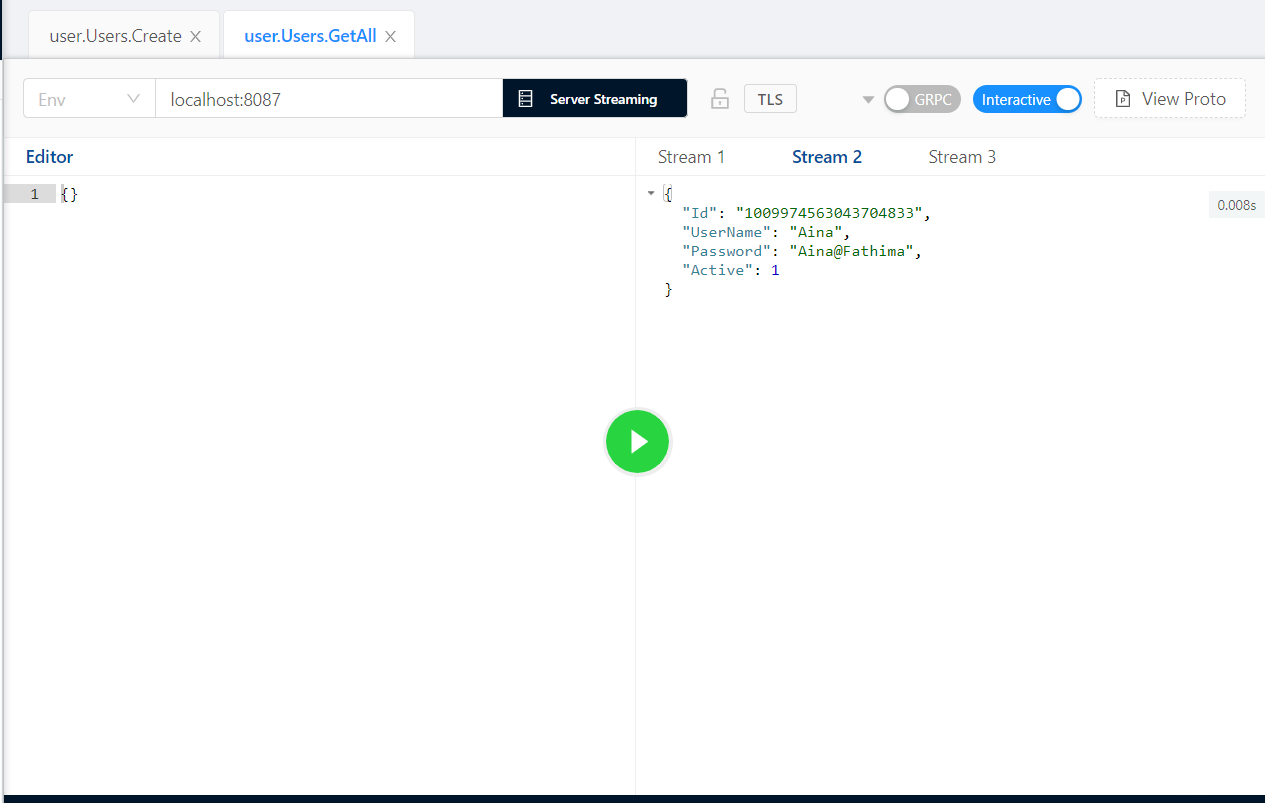 user.Users.Create
user.Users.GetAll
Env
localhost:8087
Server Streaming
TLS
GRPC
Interactive
View Proto
Editor
Stream 1
Stream 2
Stream 3
1
{}
{
"Id": "1009974563043704833",
"UserName": "Aina",
"Password": "Aina@Fathima",
"Active": 1
}
0.008s